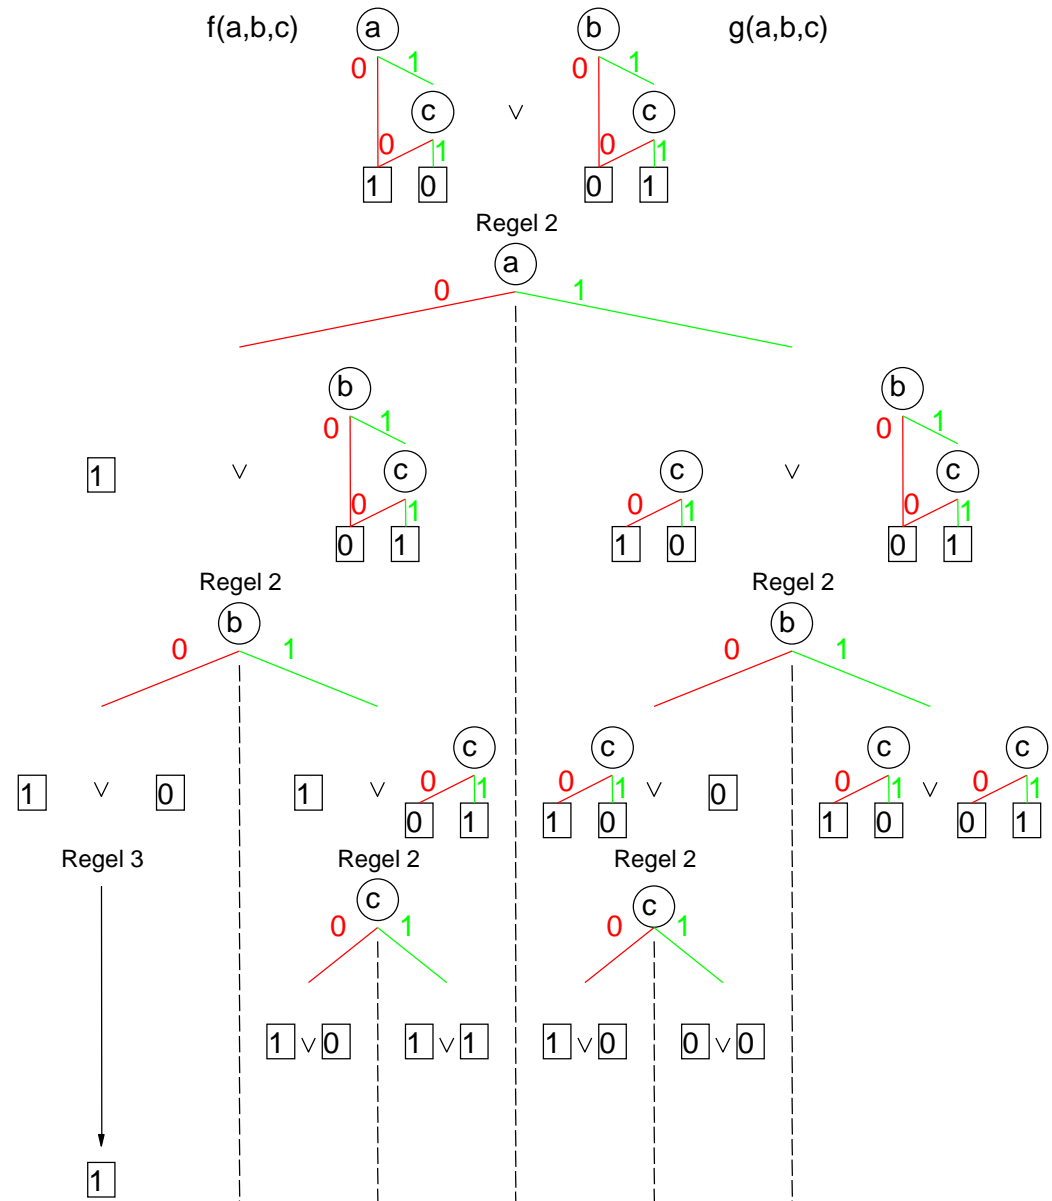 f(a,b,c) a b g(a,b,c)
0 1 0 1
c ∨ c
0 1 0 1
1 0 0 1
Regel 2
a
0 1
b b
0 1 0 1
1 ∨ c c ∨ c
0 1 0 1 0 1
0 1 1 0 0 1
Regel 2 Regel 2
b b
0 1 0 1
c c c c
1 ∨ 0 1 ∨ 0 1 0 1 ∨ 0 0 1 ∨ 0 1
0 1 1 0 1 0 0 1
Regel 3 Regel 2 Regel 2
c c
0 1 0 1
1 ∨ 0 1 ∨ 1 1 ∨ 0 0 ∨ 0
1